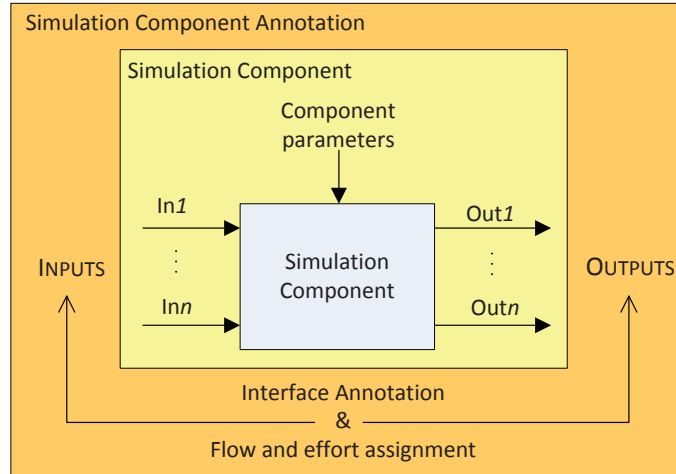 Simulation Component Annotation
Simulation Component
Component
parameters
In1
Out1
Simulation
Component
INPUTS
OUTPUTS
Inn
Outn
Interface Annotation
&
Flow and effort assignment